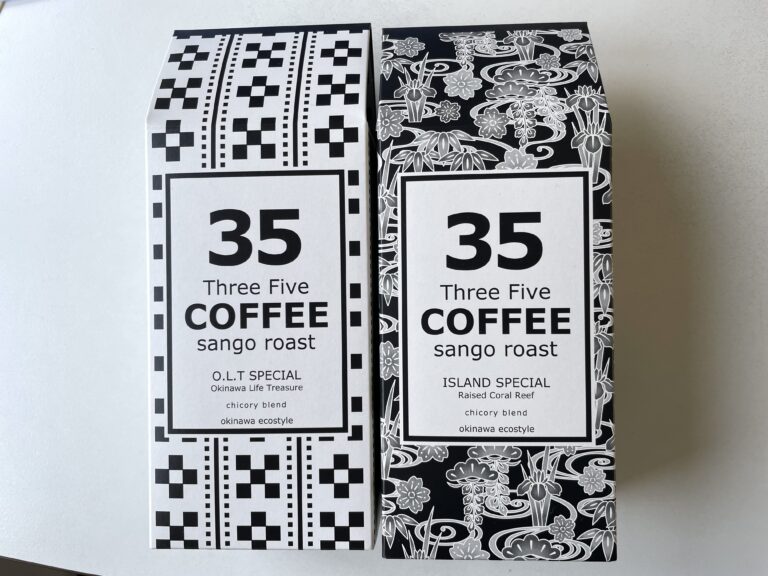 35
Three Five
COFFEE
sango roast
O.L.T SPECIAL
Okinawa Life Treasure
chicory blend
okinawa ecostyle
35
Three Five
COFFEE
sango roast
ISLAND SPECIAL
Raised Coral Reef
chicory blend
okinawa ecostyle